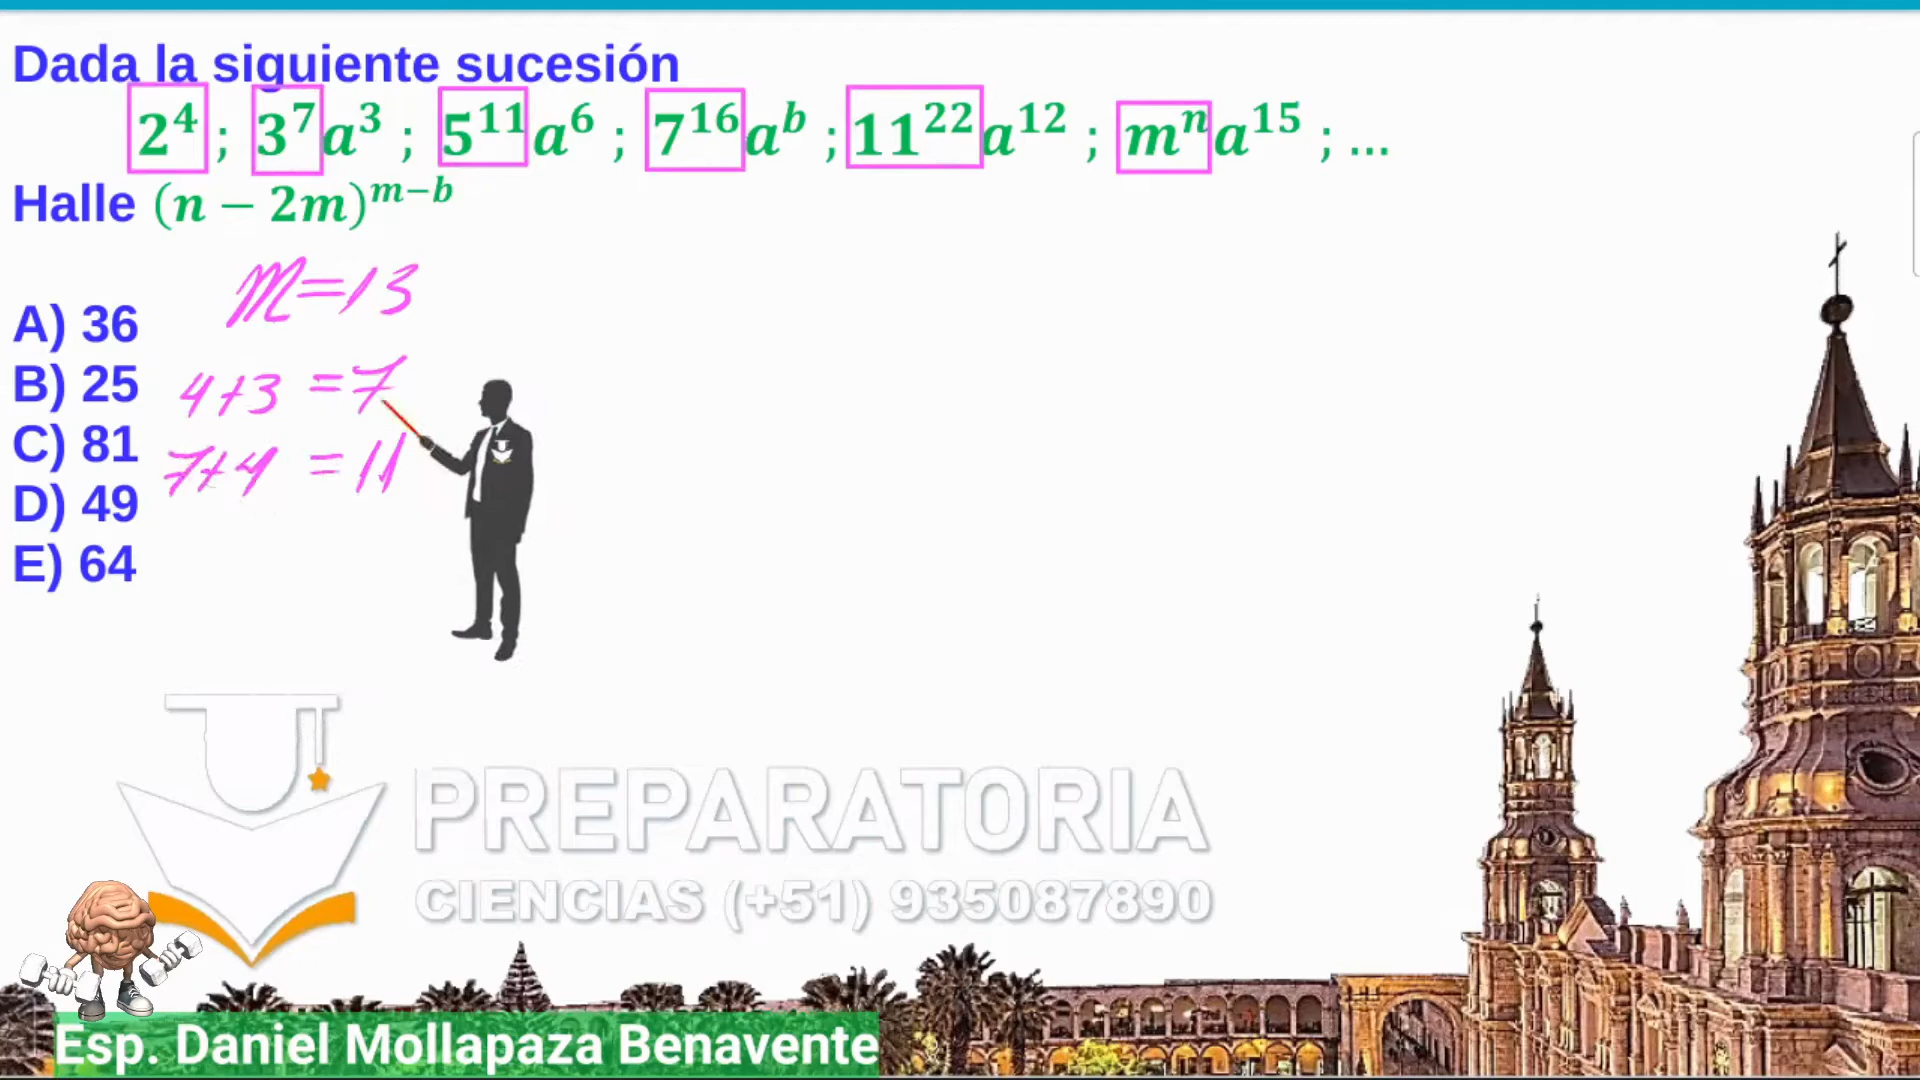 Dada la siguiente sucesión
2⁴ ; 3⁷a³ ; 5¹¹a⁶ ; 7¹⁶aᵇ ; 11²²a¹² ; mⁿa¹⁵ ; ...
Halle (n − 2m)ᵐ⁻ᵇ
m=13
A) 36
B) 25
4+3 =7
C) 81
7+4 =11
D) 49
E) 64
PREPARATORIA
CIENCIAS (+51) 935087890
Esp. Daniel Mollapaza Benavente